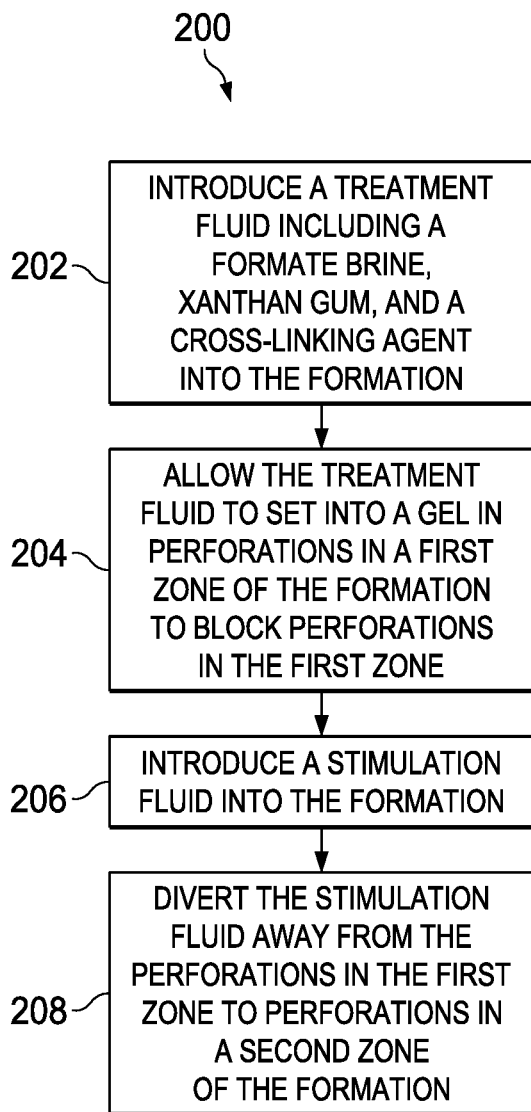 200
202
INTRODUCE A TREATMENT
FLUID INCLUDING A
FORMATE BRINE,
XANTHAN GUM, AND A
CROSS-LINKING AGENT
INTO THE FORMATION
204
ALLOW THE TREATMENT
FLUID TO SET INTO A GEL IN
PERFORATIONS IN A FIRST
ZONE OF THE FORMATION
TO BLOCK PERFORATIONS
IN THE FIRST ZONE
206
INTRODUCE A STIMULATION
FLUID INTO THE FORMATION
208
DIVERT THE STIMULATION
FLUID AWAY FROM THE
PERFORATIONS IN THE FIRST
ZONE TO PERFORATIONS IN
A SECOND ZONE
OF THE FORMATION